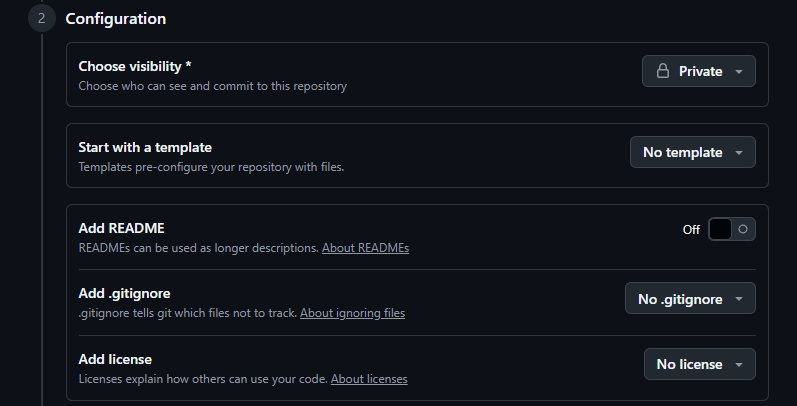 2 Configuration
Choose visibility *
Choose who can see and commit to this repository
Private
Start with a template
Templates pre-configure your repository with files.
No template
Add README
READMEs can be used as longer descriptions. About READMEs
Off
Add .gitignore
.gitignore tells git which files not to track. About ignoring files
No .gitignore
Add license
Licenses explain how others can use your code. About licenses
No license